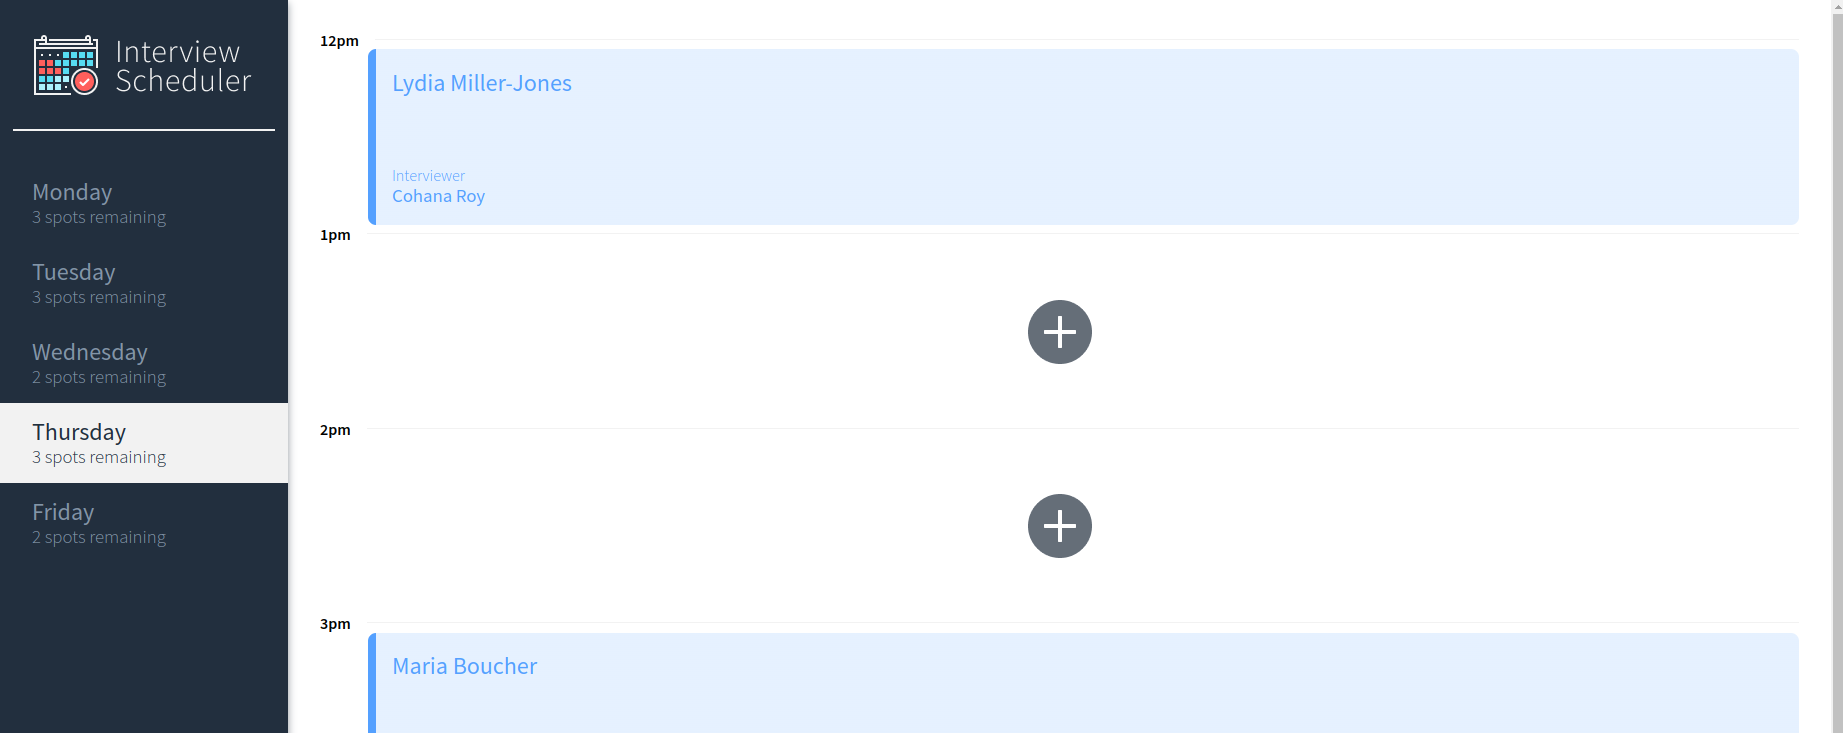 Interview
Scheduler
Monday
3 spots remaining
Tuesday
3 spots remaining
Wednesday
2 spots remaining
Thursday
3 spots remaining
Friday
2 spots remaining
12pm
Lydia Miller-Jones
Interviewer
Cohana Roy
1pm
2pm
3pm
Maria Boucher